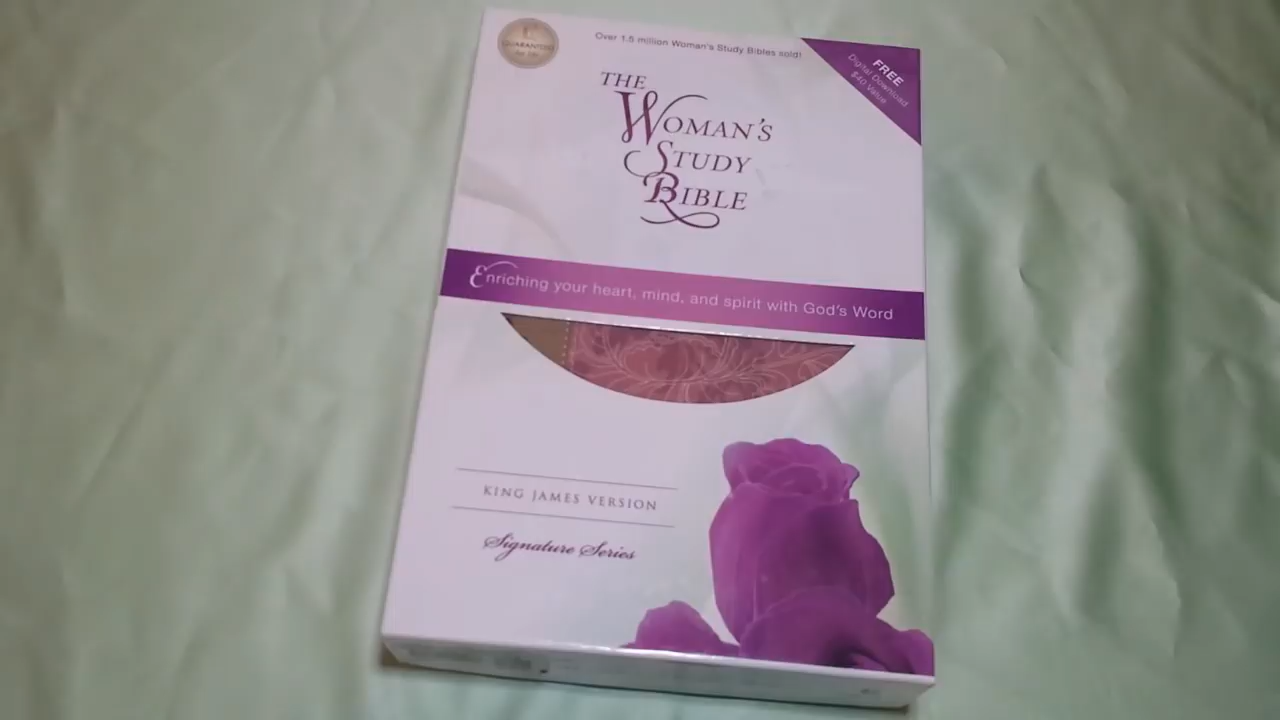 GUARANTEED
Over 1.5 million Woman's Study Bibles sold!
FREE
Digital Download
$40 Value
THE
WOMAN'S
STUDY
BIBLE
Enriching your heart, mind, and spirit with God's Word
KING JAMES VERSION
Signature Series